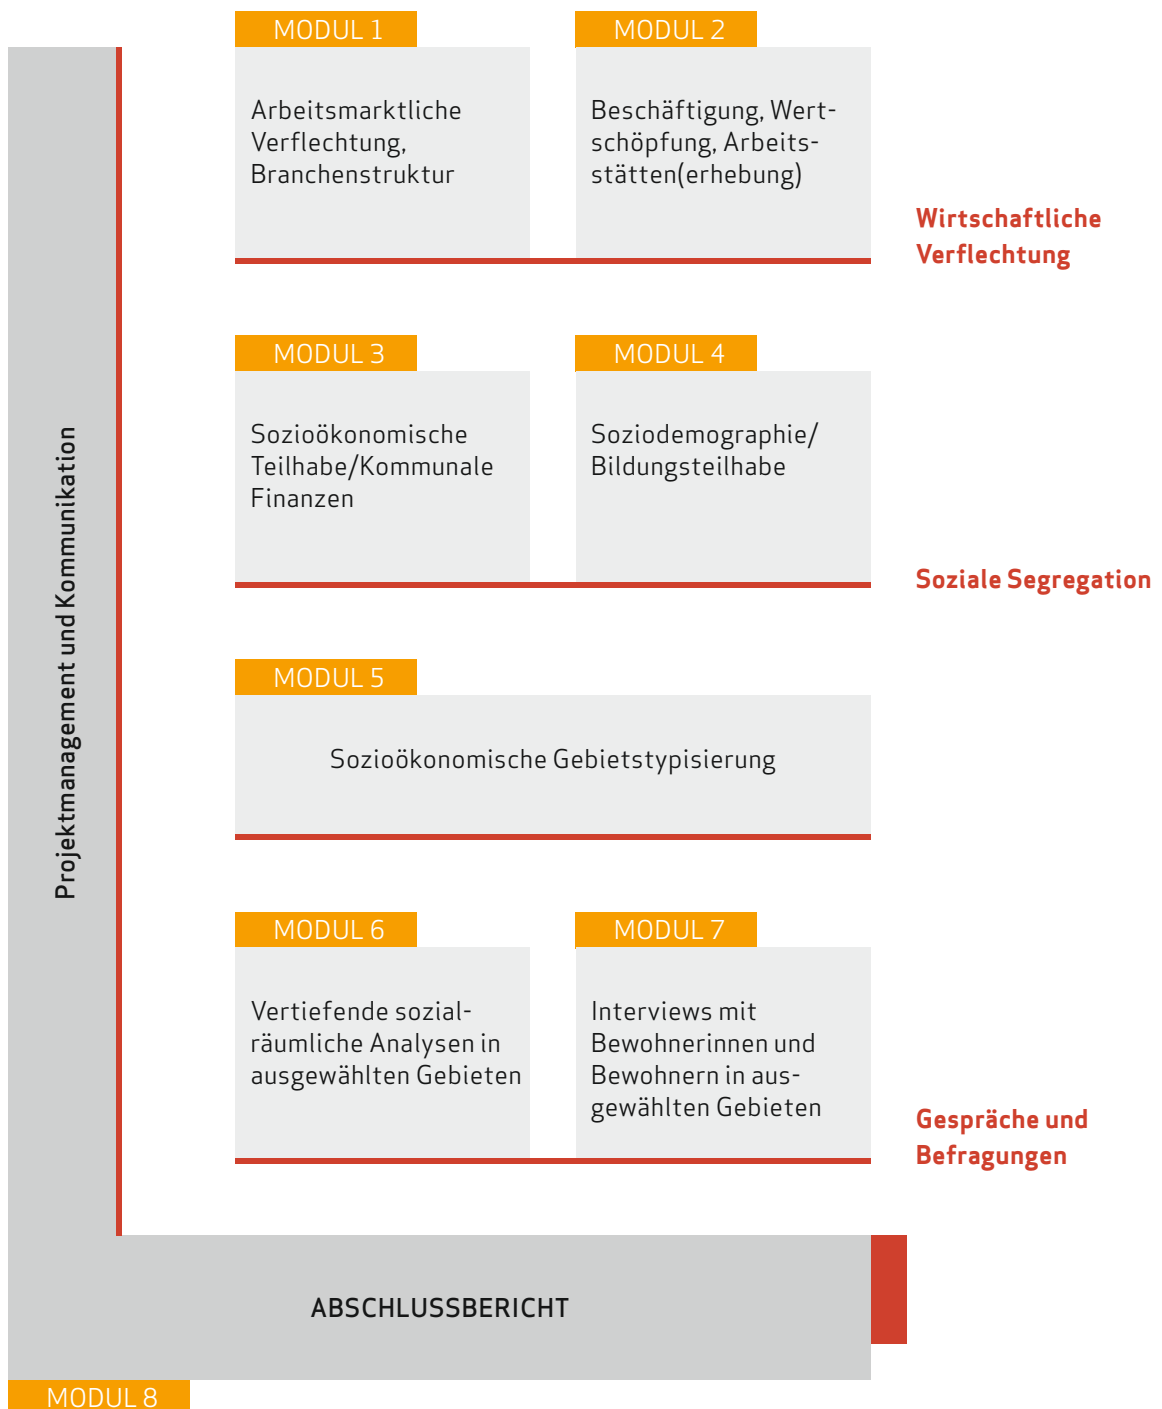 MODUL 1
Arbeitsmarktliche
Verflechtung,
Branchenstruktur
MODUL 2
Beschäftigung, Wert-
schöpfung, Arbeits-
stätten(erhebung)
Wirtschaftliche
Verflechtung
MODUL 3
Sozioökonomische
Teilhabe/Kommunale
Finanzen
MODUL 4
Soziodemographie/
Bildungsteilhabe
Soziale Segregation
Projektmanagement und Kommunikation
MODUL 5
Sozioökonomische Gebietstypisierung
MODUL 6
Vertiefende sozial-
räumliche Analysen in
ausgewählten Gebieten
MODUL 7
Interviews mit
Bewohnerinnen und
Bewohnern in aus-
gewählten Gebieten
Gespräche und
Befragungen
ABSCHLUSSBERICHT
MODUL 8